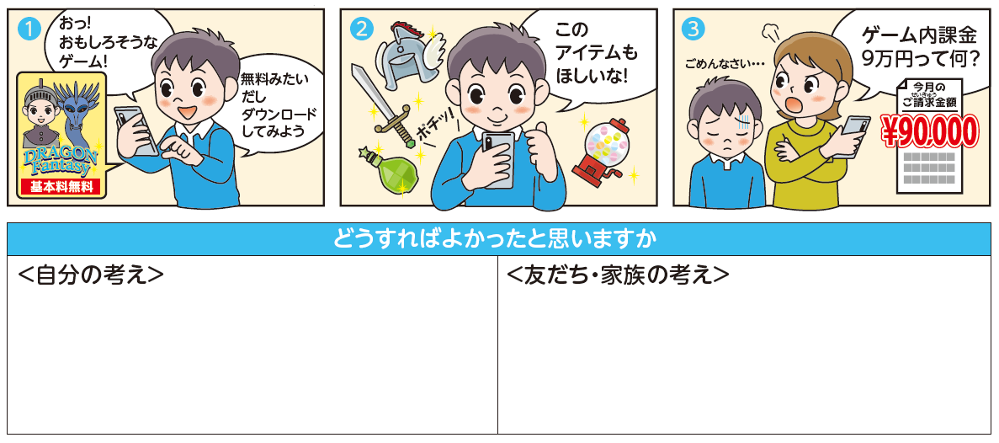 1
おっ!
おもしろそうな
ゲーム!
無料みたい
だし
ダウンロード
してみよう
DRAGON
Fantasy
基本料無料
2
この
アイテムも
ほしいな!
ポチッ!
3
ゲーム内課金
9万円って何?
ごめんなさい…
今月の
せいきゅう
ご請求金額
¥90,000
どうすればよかったと思いますか
<自分の考え>
<友だち・家族の考え>